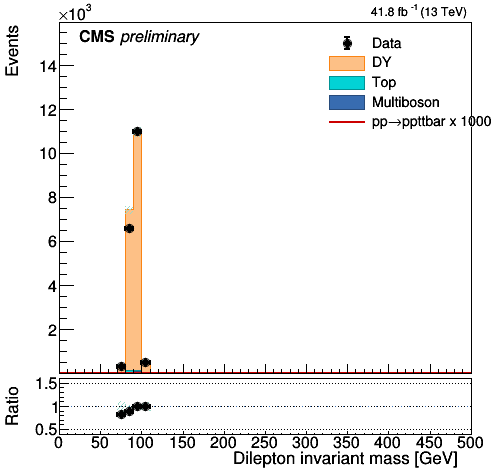 ×10³
41.8 fb⁻¹ (13 TeV)
CMS preliminary
Events
Data
DY
Top
Multiboson
pp→ppttbar x 1000
14
12
10
8
6
4
2
Ratio
1.5
1
0.5
0 50 100 150 200 250 300 350 400 450 500
Dilepton invariant mass [GeV]